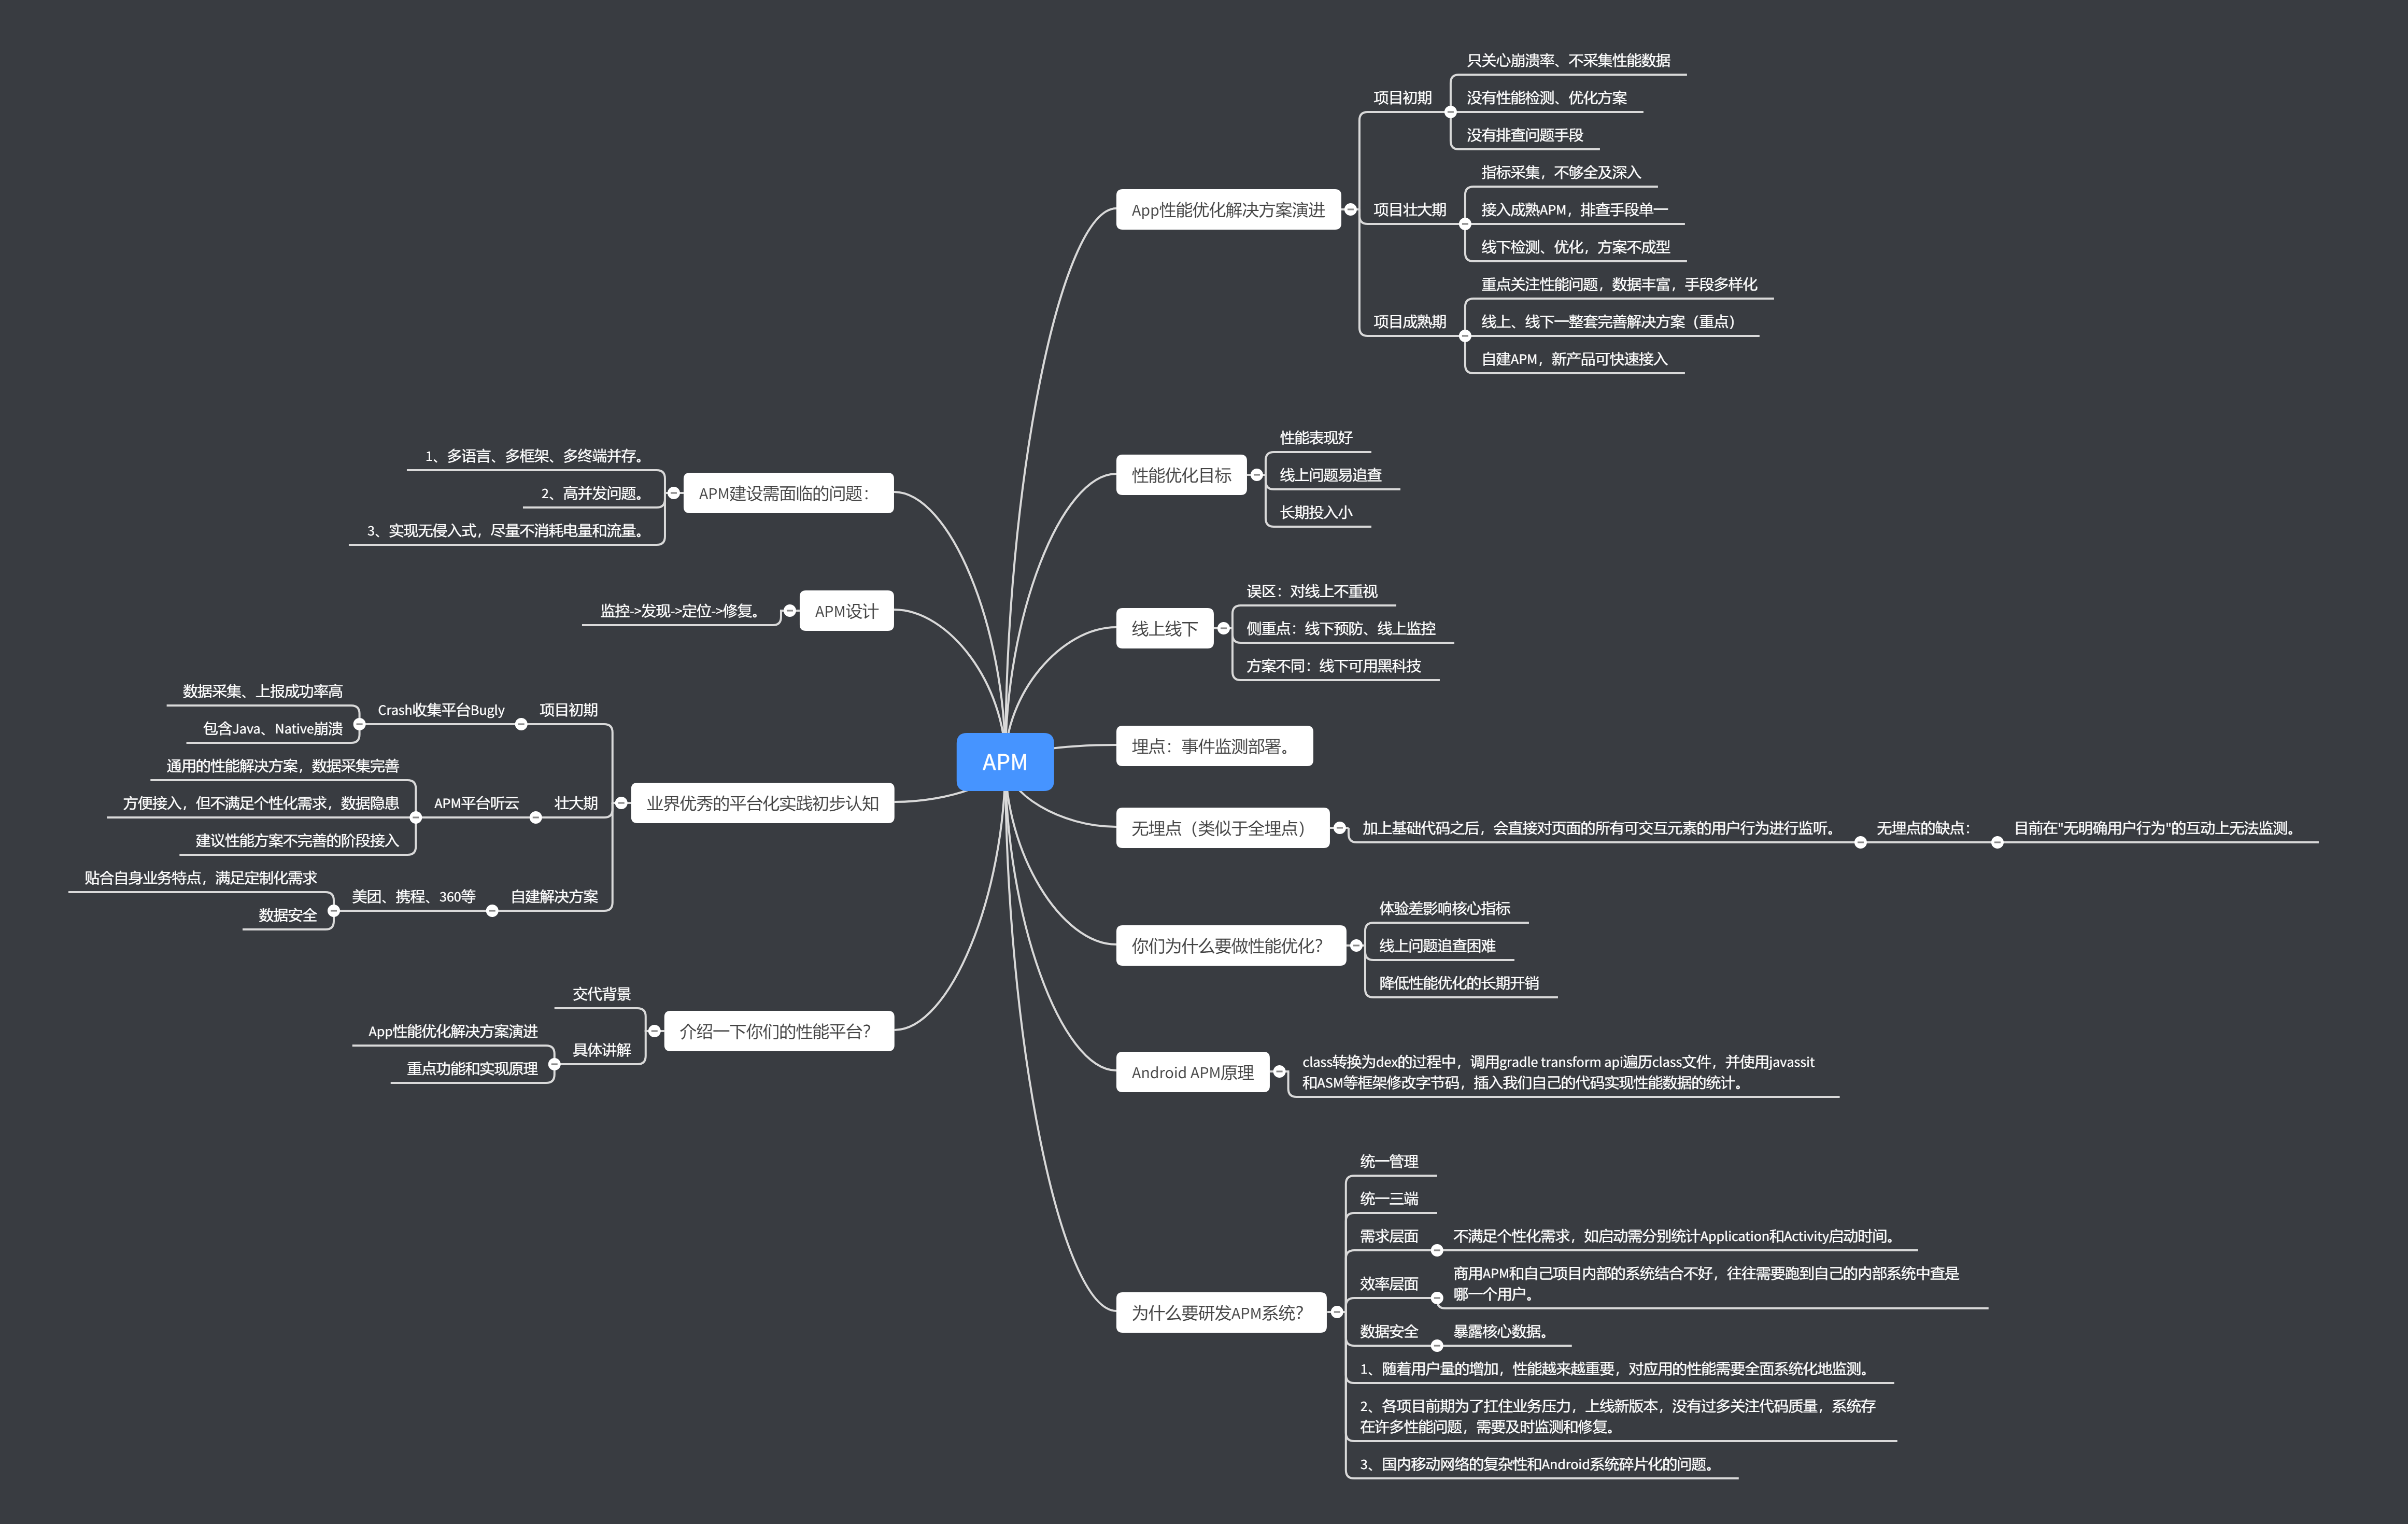 APM
App性能优化解决方案演进
项目初期
只关心崩溃率、不采集性能数据
没有性能检测、优化方案
没有排查问题手段
项目壮大期
指标采集，不够全及深入
接入成熟APM，排查手段单一
线下检测、优化，方案不成型
项目成熟期
重点关注性能问题，数据丰富，手段多样化
线上、线下一整套完善解决方案（重点）
自建APM，新产品可快速接入
性能优化目标
性能表现好
线上问题易追查
长期投入小
线上线下
误区：对线上不重视
侧重点：线下预防、线上监控
方案不同：线下可用黑科技
埋点：事件监测部署。
无埋点（类似于全埋点）
加上基础代码之后，会直接对页面的所有可交互元素的用户行为进行监听。
无埋点的缺点：
目前在"无明确用户行为"的互动上无法监测。
你们为什么要做性能优化？
体验差影响核心指标
线上问题追查困难
降低性能优化的长期开销
Android APM原理
class转换为dex的过程中，调用gradle transform api遍历class文件，并使用javassit
和ASM等框架修改字节码，插入我们自己的代码实现性能数据的统计。
为什么要研发APM系统？
统一管理
统一三端
需求层面
不满足个性化需求，如启动需分别统计Application和Activity启动时间。
效率层面
商用APM和自己项目内部的系统结合不好，往往需要跑到自己的内部系统中查是
哪一个用户。
数据安全
暴露核心数据。
1、随着用户量的增加，性能越来越重要，对应用的性能需要全面系统化地监测。
2、各项目前期为了扛住业务压力，上线新版本，没有过多关注代码质量，系统存
在许多性能问题，需要及时监测和修复。
3、国内移动网络的复杂性和Android系统碎片化的问题。
APM建设需面临的问题：
1、多语言、多框架、多终端并存。
2、高并发问题。
3、实现无侵入式，尽量不消耗电量和流量。
APM设计
监控->发现->定位->修复。
业界优秀的平台化实践初步认知
项目初期
Crash收集平台Bugly
数据采集、上报成功率高
包含Java、Native崩溃
壮大期
APM平台听云
通用的性能解决方案，数据采集完善
方便接入，但不满足个性化需求，数据隐患
建议性能方案不完善的阶段接入
自建解决方案
美团、携程、360等
贴合自身业务特点，满足定制化需求
数据安全
介绍一下你们的性能平台？
交代背景
具体讲解
App性能优化解决方案演进
重点功能和实现原理